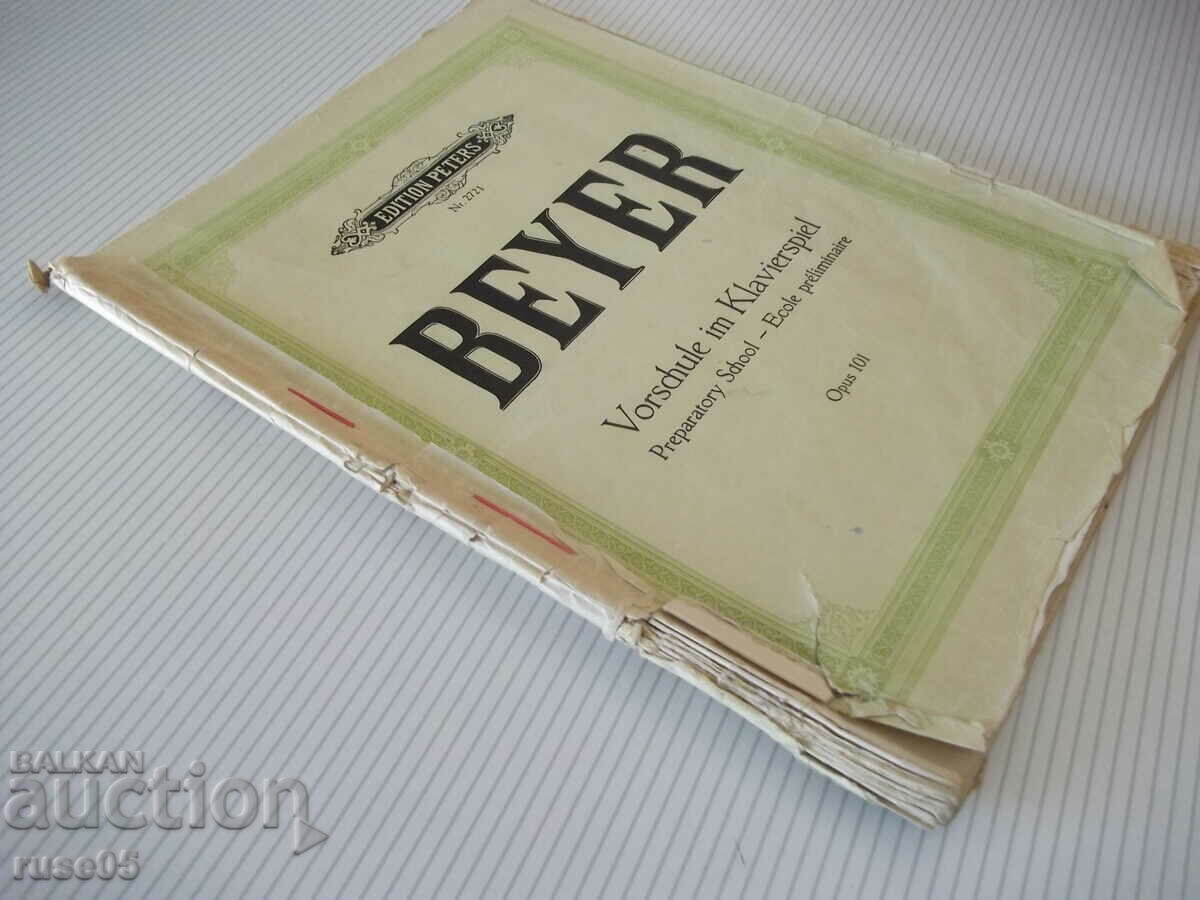 EDITION PETERS
Nr. 2721
BEYER
Vorschule im Klavierspiel
Preparatory School – Ecole préliminaire
Opus 101
BALKAN
auction
ruse05